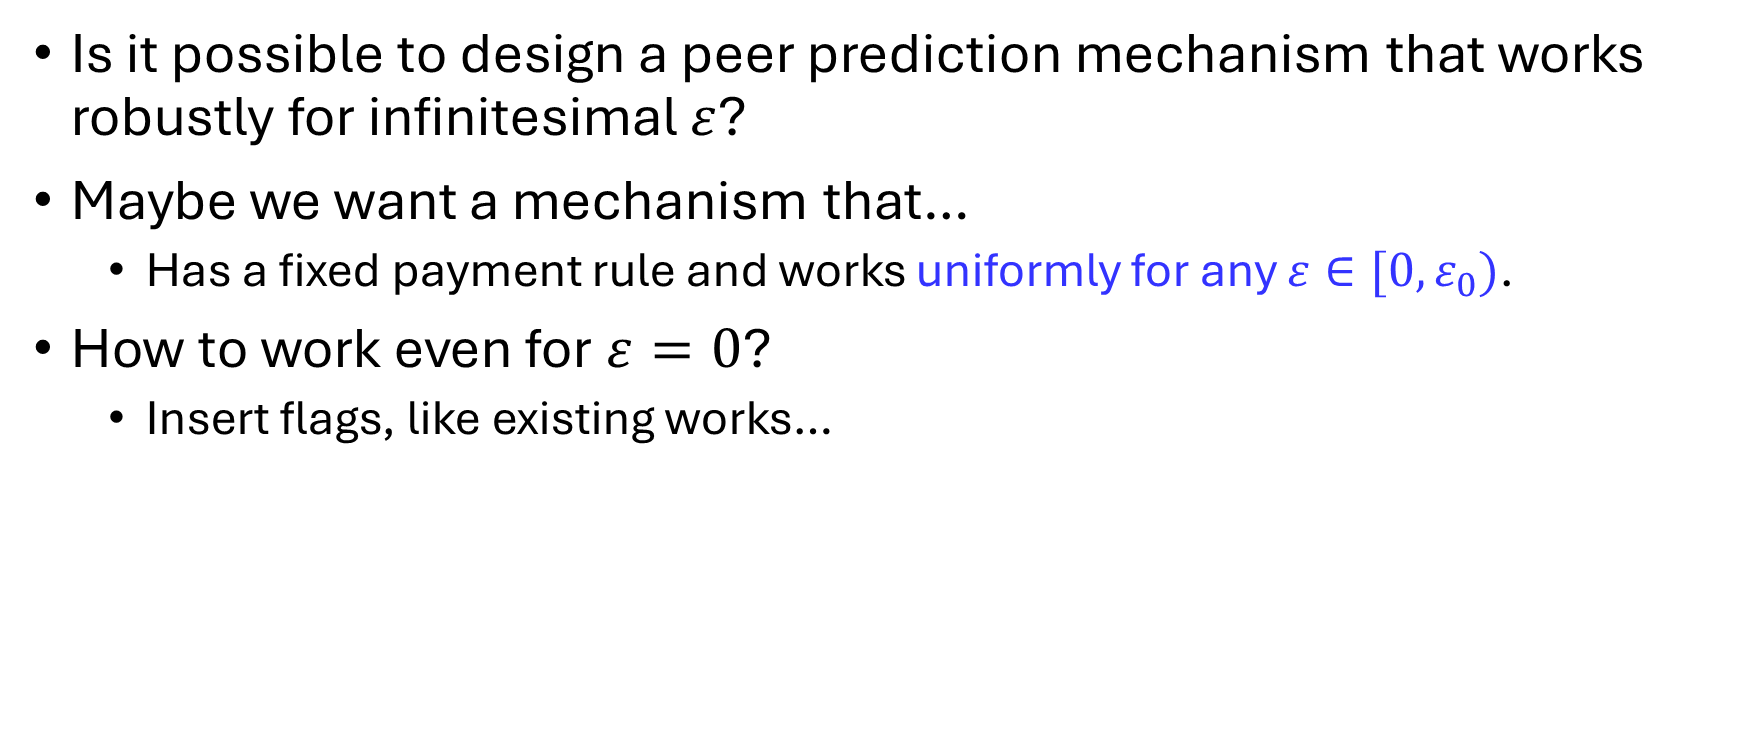 • Is it possible to design a peer prediction mechanism that works
robustly for infinitesimal ε?
• Maybe we want a mechanism that...
• Has a fixed payment rule and works uniformly for any ε ∈ [0, ε₀).
• How to work even for ε = 0?
• Insert flags, like existing works...